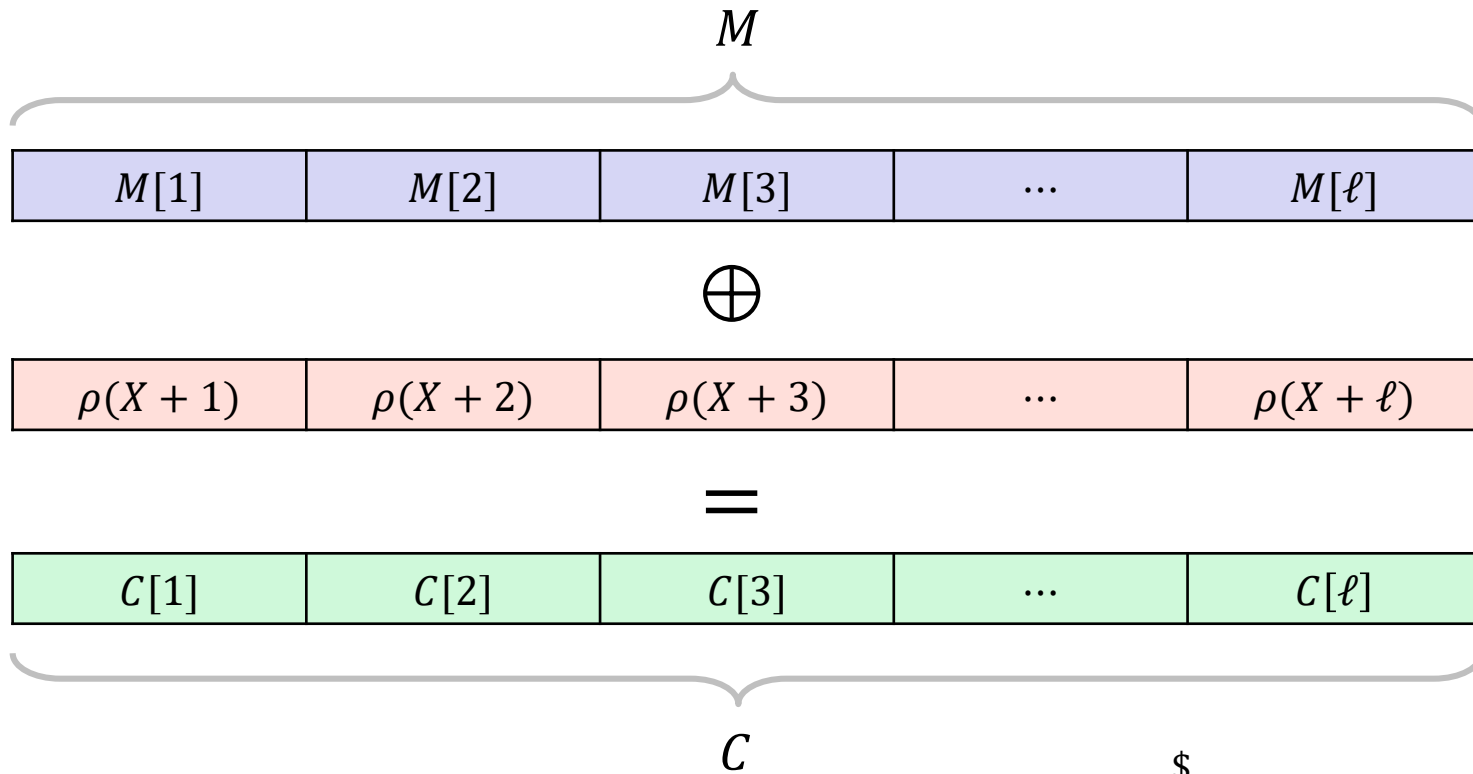 M
M[1] M[2] M[3] ⋯ M[ℓ]
⊕
ρ(X + 1) ρ(X + 2) ρ(X + 3) ⋯ ρ(X + ℓ)
=
C[1] C[2] C[3] ⋯ C[ℓ]
C
$